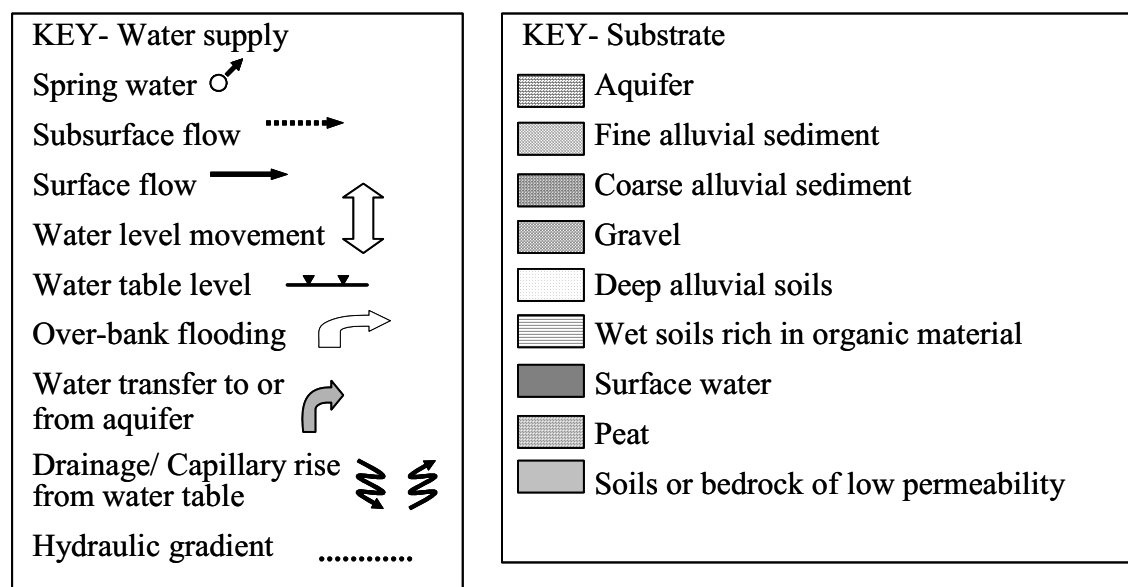 KEY- Water supply
Spring water
Subsurface flow
Surface flow
Water level movement
Water table level
Over-bank flooding
Water transfer to or
from aquifer
Drainage/ Capillary rise
from water table
Hydraulic gradient
KEY- Substrate
Aquifer
Fine alluvial sediment
Coarse alluvial sediment
Gravel
Deep alluvial soils
Wet soils rich in organic material
Surface water
Peat
Soils or bedrock of low permeability